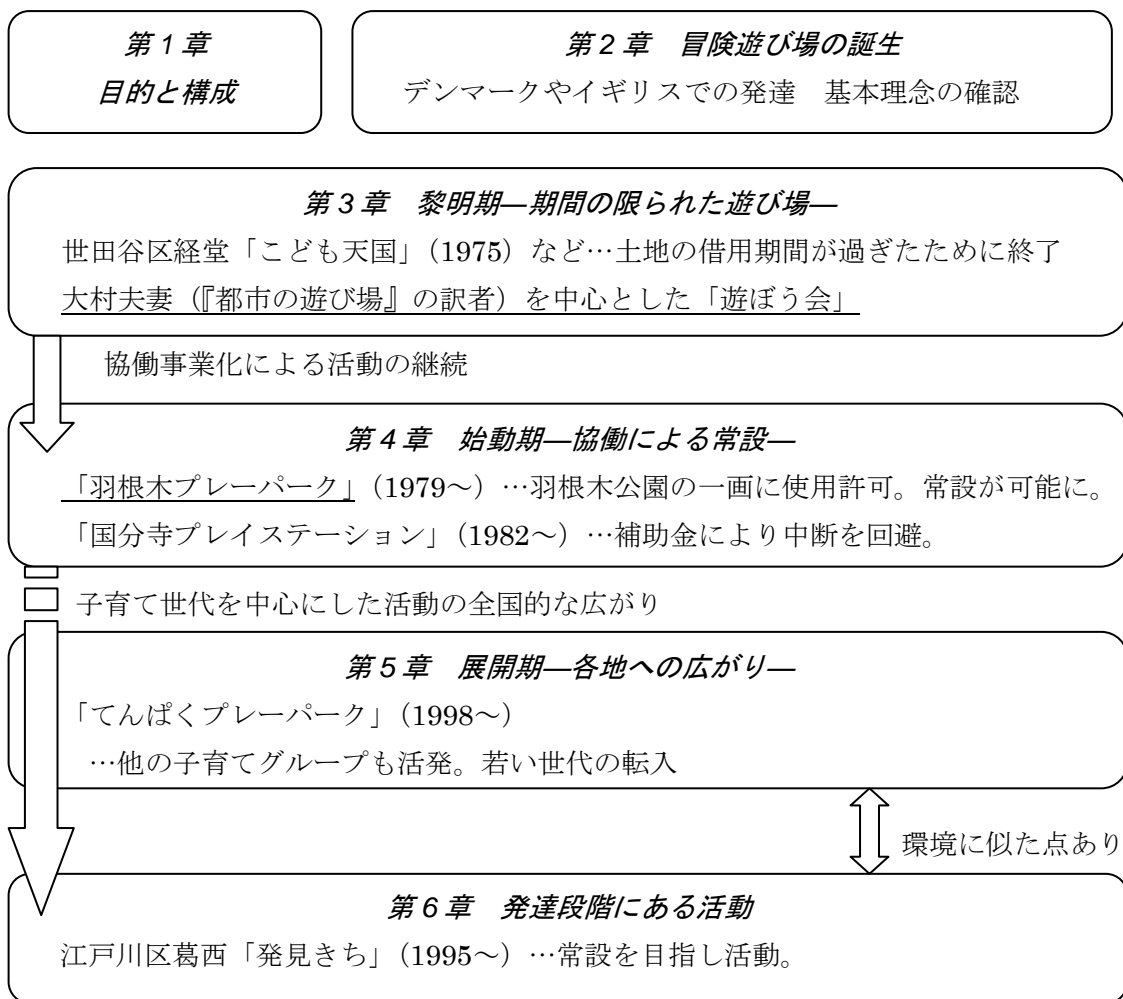 第1章
目的と構成
第2章　冒険遊び場の誕生
デンマークやイギリスでの発達　基本理念の確認
第3章　黎明期―期間の限られた遊び場―
世田谷区経堂「こども天国」（1975）など…土地の借用期間が過ぎたために終了
大村夫妻（『都市の遊び場』の訳者）を中心とした「遊ぼう会」
協働事業化による活動の継続
第4章　始動期―協働による常設―
「羽根木プレーパーク」（1979～）…羽根木公園の一画に使用許可。常設が可能に。
「国分寺プレイステーション」（1982～）…補助金により中断を回避。
子育て世代を中心にした活動の全国的な広がり
第5章　展開期―各地への広がり―
「てんぱくプレーパーク」（1998～）
…他の子育てグループも活発。若い世代の転入
環境に似た点あり
第6章　発達段階にある活動
江戸川区葛西「発見きち」（1995～）…常設を目指し活動。